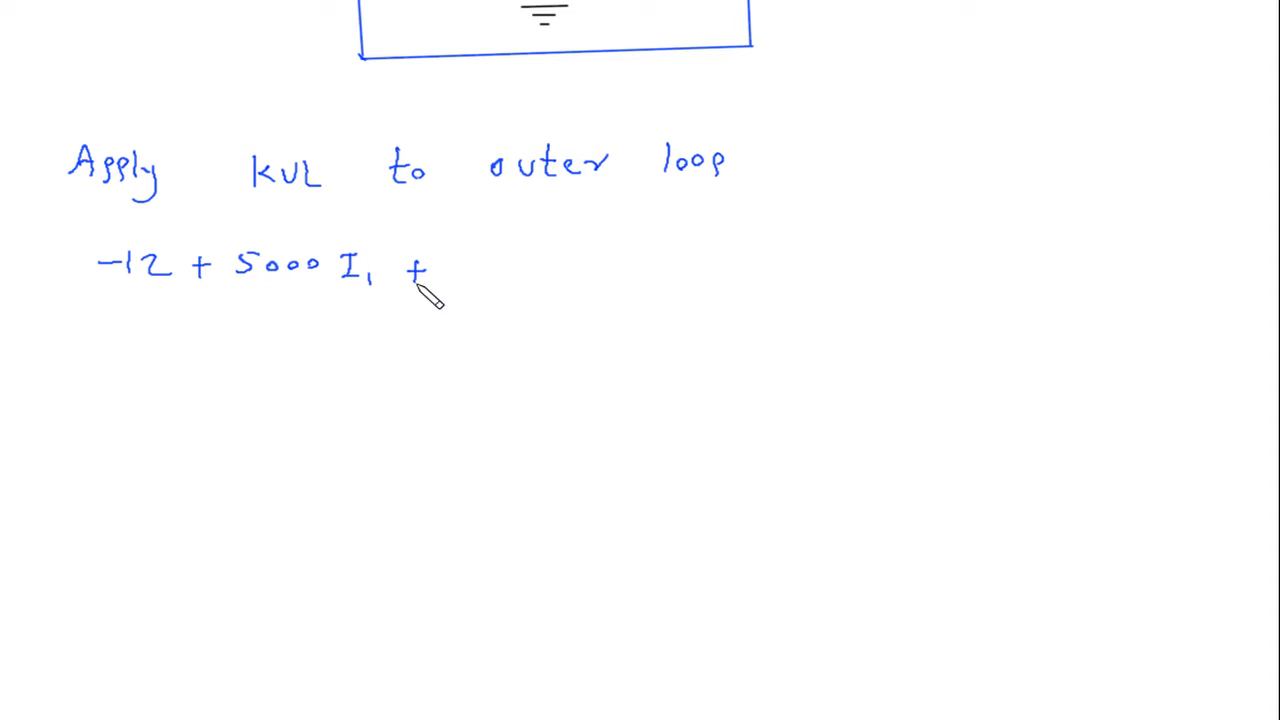 Apply KVL to outer loop
-12 + 5000 I₁ +